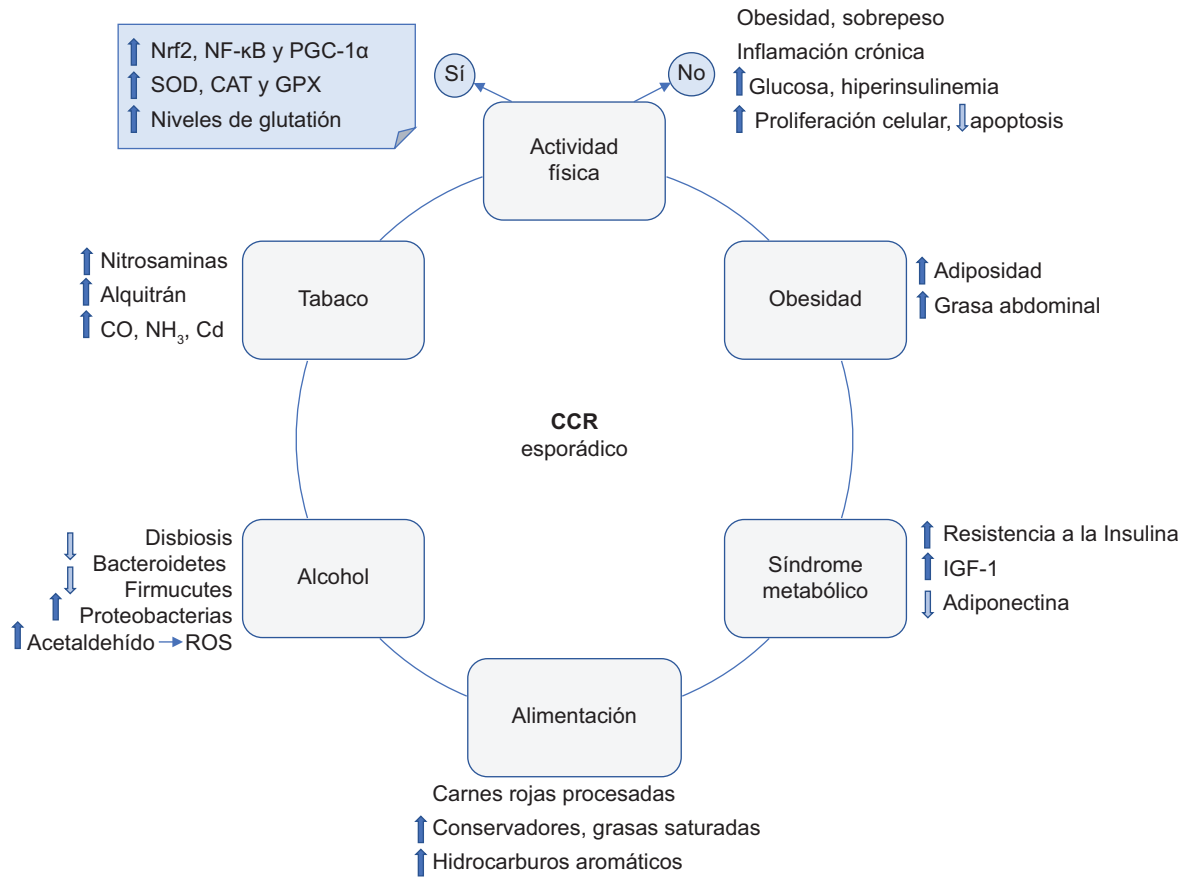 Nrf2, NF-κB y PGC-1α
SOD, CAT y GPX
Niveles de glutatión
Sí
No
Obesidad, sobrepeso
Inflamación crónica
Glucosa, hiperinsulinemia
Proliferación celular, apoptosis
Actividad
física
Nitrosaminas
Alquitrán
CO, NH₃, Cd
Tabaco
Obesidad
Adiposidad
Grasa abdominal
CCR
esporádico
Disbiosis
Bacteroidetes
Firmucutes
Proteobacterias
Acetaldehído → ROS
Alcohol
Síndrome
metabólico
Resistencia a la Insulina
IGF-1
Adiponectina
Alimentación
Carnes rojas procesadas
Conservadores, grasas saturadas
Hidrocarburos aromáticos